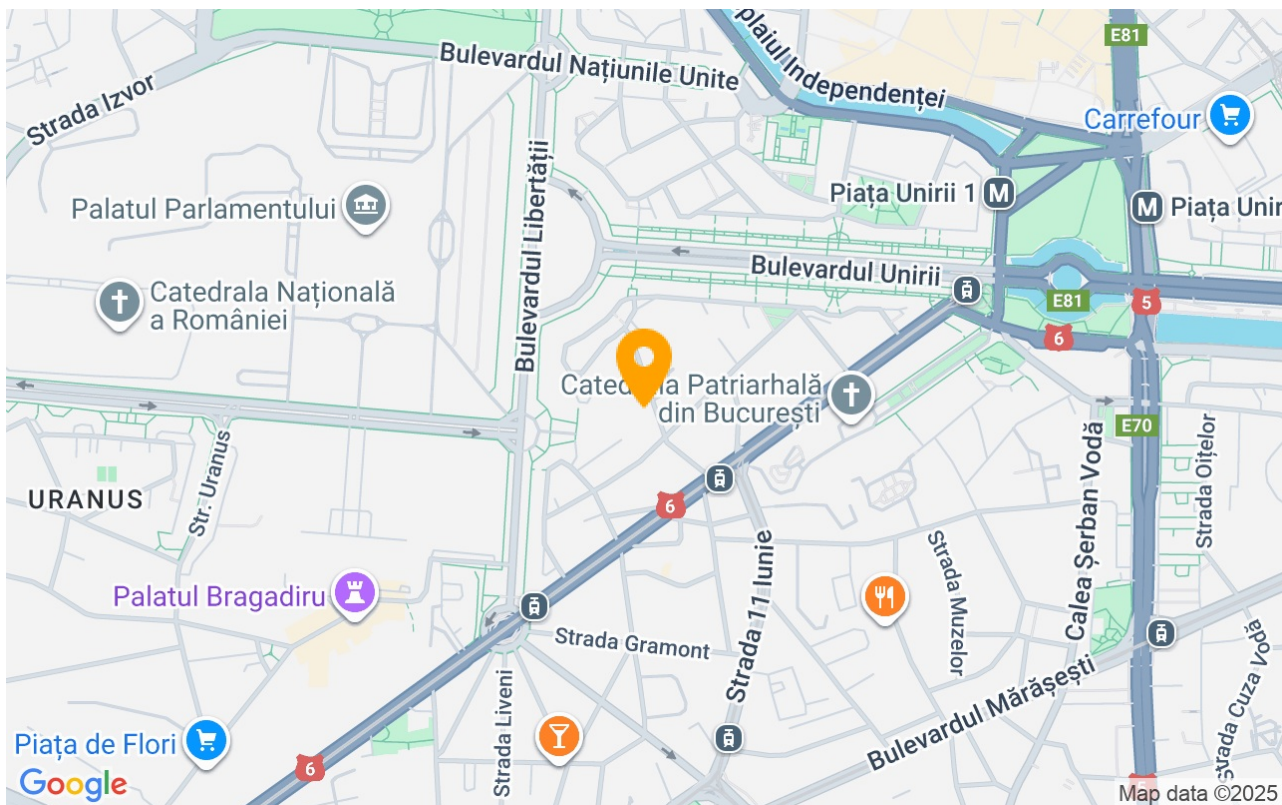 E81
Bulevardul Națiunile Unite
Splaiul Independenței
Strada Izvor
Carrefour
Palatul Parlamentului
Bulevardul Libertății
Piața Unirii 1
M
M
Piața Unir
Bulevardul Unirii
Catedrala Națională
a României
E81
5
6
Catedrala Patriarhală
din București
E70
Calea Șerban Vodă
Strada Oițelor
URANUS
Str. Uranus
6
Strada 11 Iunie
Strada Muzelor
Palatul Bragadiru
Strada Gramont
Bulevardul Mărășești
Strada Cuza Vodă
Strada Liveni
Piața de Flori
6
Google
Map data ©2025